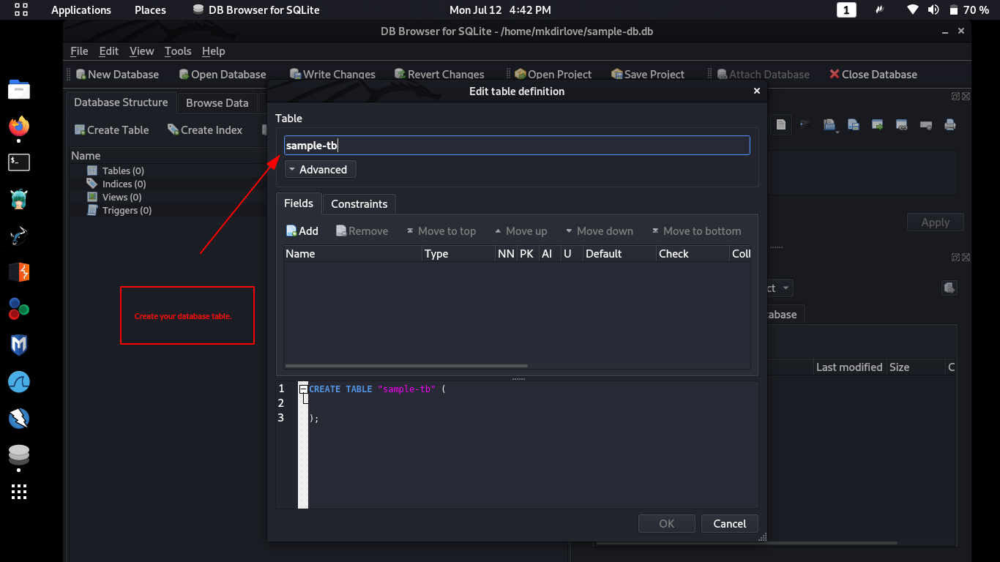 Applications Places DB Browser for SQLite Mon Jul 12 4:42 PM 1 70 %
DB Browser for SQLite - /home/mkdirlove/sample-db.db
File Edit View Tools Help
New Database Open Database Write Changes Revert Changes Open Project Save Project Attach Database Close Database
Edit table definition
Database Structure Browse Data
Table
Create Table Create Index
sample-tb
Name
Advanced
Tables (0)
Indices (0)
Views (0)
Triggers (0)
Fields Constraints
Apply
Add Remove Move to top Move up Move down Move to bottom
Name Type NN PK AI U Default Check Coll
ct
Create your database table.
abase
Last modified Size C
1 CREATE TABLE "sample-tb" (
2
3 );
OK Cancel